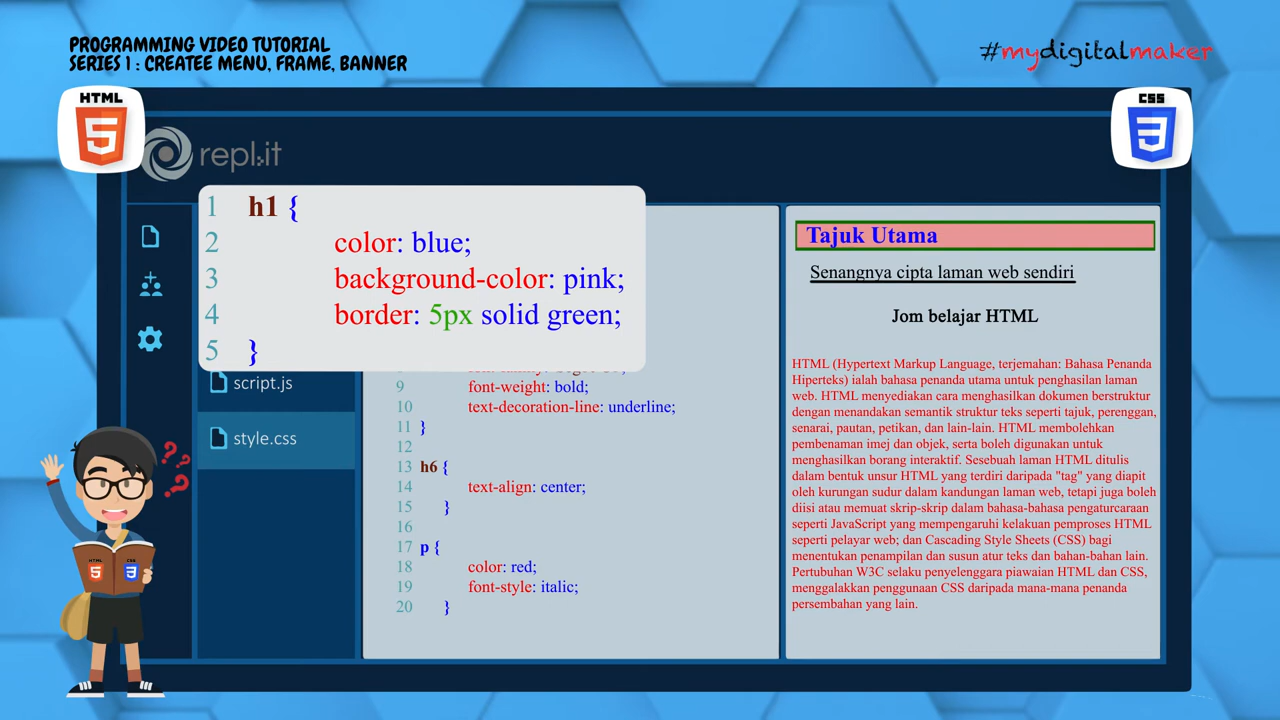 PROGRAMMING VIDEO TUTORIAL
SERIES 1 : CREATEE MENU, FRAME, BANNER
#mydigitalmaker
HTML
5
CSS
3
repl.it
1 h1 {
2 color: blue;
3 background-color: pink;
4 border: 5px solid green;
5 }
script.js
style.css
9 font-weight: bold;
10 text-decoration-line: underline;
11 }
12
13 h6 {
14 text-align: center;
15 }
16
17 p {
18 color: red;
19 font-style: italic;
20 }
Tajuk Utama
Senangnya cipta laman web sendiri
Jom belajar HTML
HTML (Hypertext Markup Language, terjemahan: Bahasa Penanda
Hiperteks) ialah bahasa penanda utama untuk penghasilan laman
web. HTML menyediakan cara menghasilkan dokumen berstruktur
dengan menandakan semantik struktur teks seperti tajuk, perenggan,
senarai, pautan, petikan, dan lain-lain. HTML membolehkan
pembenaman imej dan objek, serta boleh digunakan untuk
menghasilkan borang interaktif. Sesebuah laman HTML ditulis
dalam bentuk unsur HTML yang terdiri daripada "tag" yang diapit
oleh kurungan sudur dalam kandungan laman web, tetapi juga boleh
diisi atau memuat skrip-skrip dalam bahasa-bahasa pengaturcaraan
seperti JavaScript yang mempengaruhi kelakuan pemproses HTML
seperti pelayar web; dan Cascading Style Sheets (CSS) bagi
menentukan penampilan dan susun atur teks dan bahan-bahan lain.
Pertubuhan W3C selaku penyelenggara piawaian HTML dan CSS,
menggalakkan penggunaan CSS daripada mana-mana penanda
persembahan yang lain.
? ? ?
HTML
5
CSS
3